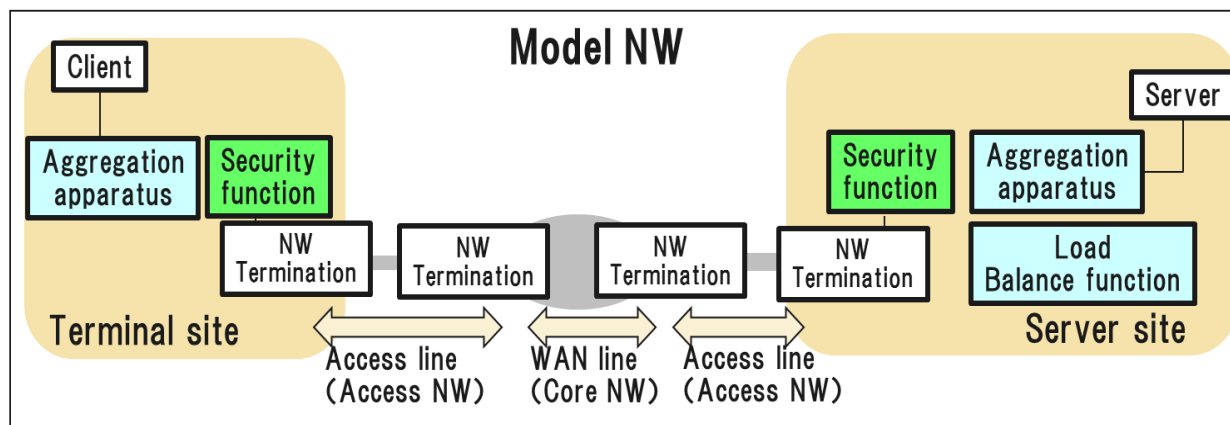 Model NW
Client
Aggregation
apparatus
Security
function
NW
Termination
NW
Termination
Terminal site
Access line
(Access NW)
WAN line
(Core NW)
NW
Termination
NW
Termination
Access line
(Access NW)
Security
function
Server
Aggregation
apparatus
Load
Balance function
Server site